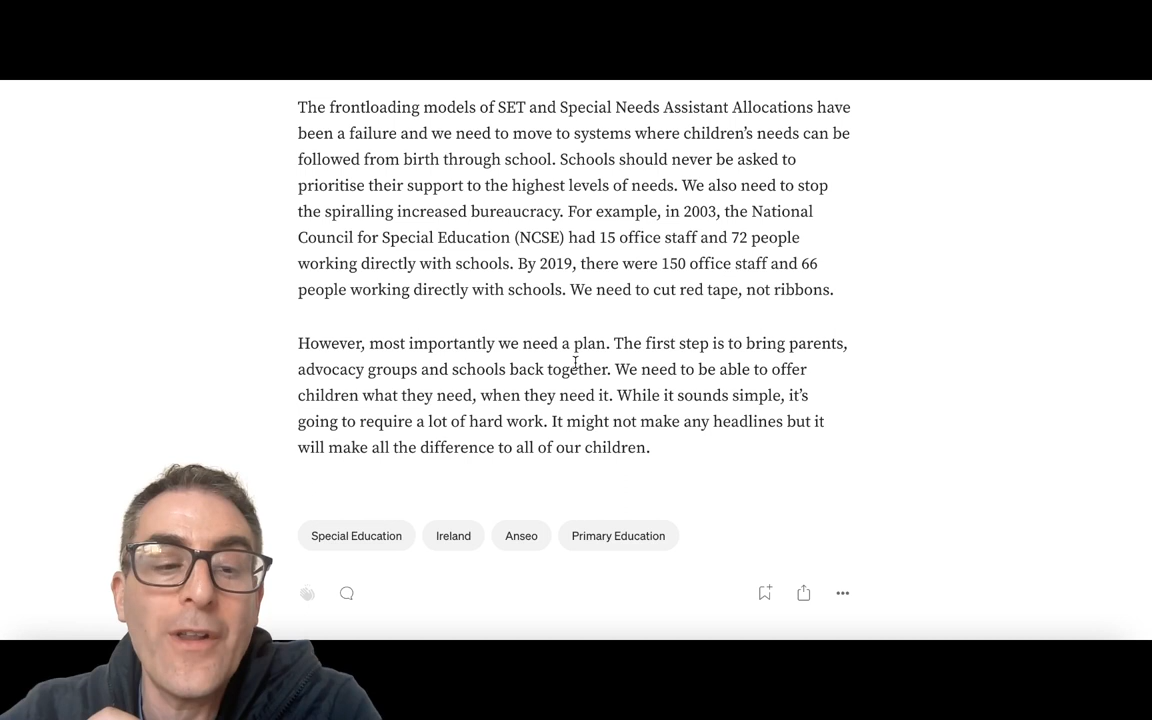 The frontloading models of SET and Special Needs Assistant Allocations have
been a failure and we need to move to systems where children’s needs can be
followed from birth through school. Schools should never be asked to
prioritise their support to the highest levels of needs. We also need to stop
the spiralling increased bureaucracy. For example, in 2003, the National
Council for Special Education (NCSE) had 15 office staff and 72 people
working directly with schools. By 2019, there were 150 office staff and 66
people working directly with schools. We need to cut red tape, not ribbons.
However, most importantly we need a plan. The first step is to bring parents,
advocacy groups and schools back together. We need to be able to offer
children what they need, when they need it. While it sounds simple, it’s
going to require a lot of hard work. It might not make any headlines but it
will make all the difference to all of our children.
Special Education Ireland Anseo Primary Education